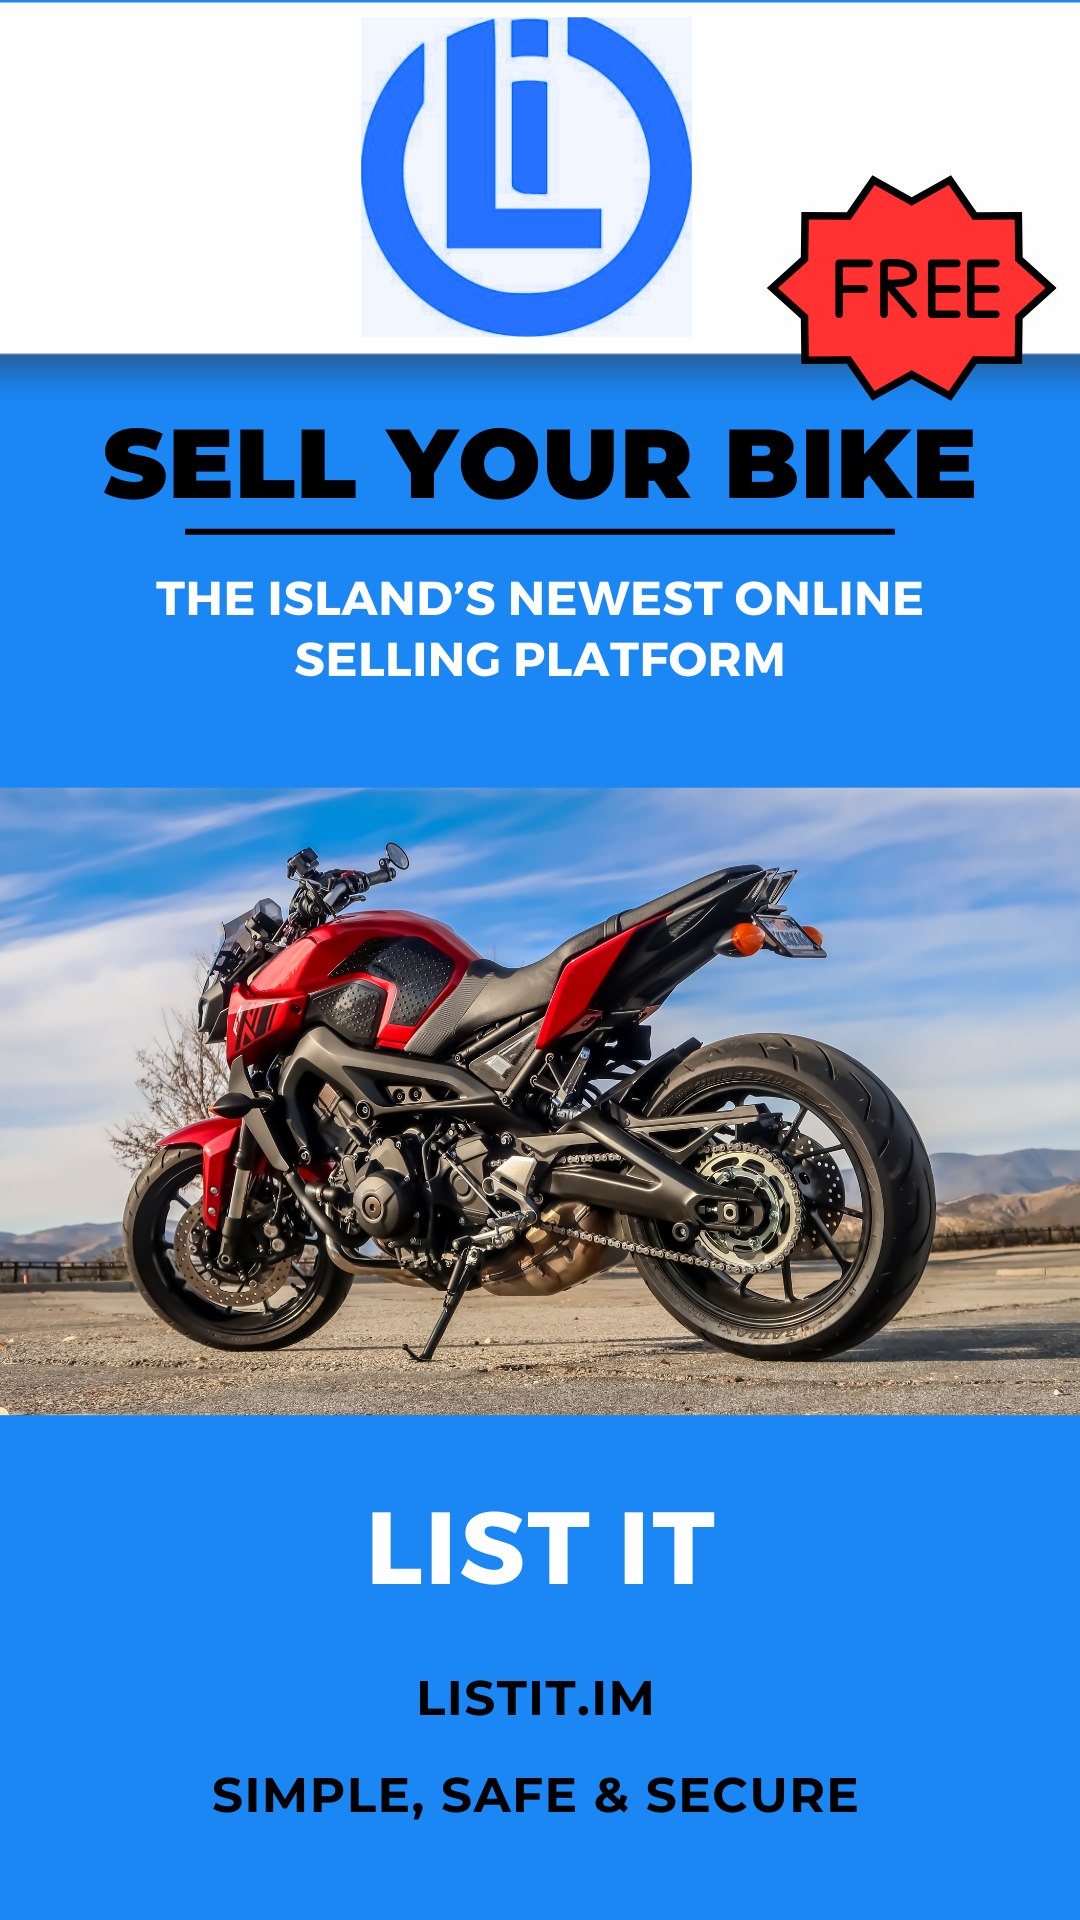 Li
FREE
SELL YOUR BIKE
THE ISLAND’S NEWEST ONLINE
SELLING PLATFORM
LIST IT
LISTIT.IM
SIMPLE, SAFE & SECURE